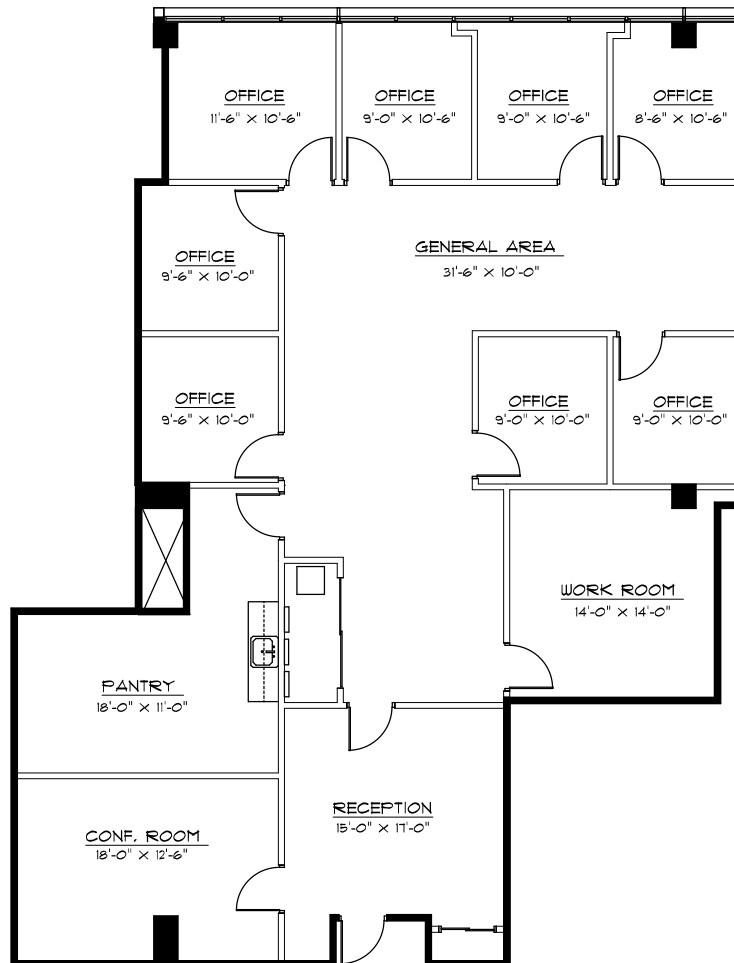 OFFICE
11'-6" X 10'-6"
OFFICE
9'-0" X 10'-6"
OFFICE
9'-0" X 10'-6"
OFFICE
8'-6" X 10'-6"
OFFICE
9'-6" X 10'-0"
GENERAL AREA
31'-6" X 10'-0"
OFFICE
9'-6" X 10'-0"
OFFICE
9'-0" X 10'-0"
OFFICE
9'-0" X 10'-0"
WORK ROOM
14'-0" X 14'-0"
PANTRY
18'-0" X 11'-0"
RECEPTION
15'-0" X 17'-0"
CONF. ROOM
18'-0" X 12'-6"